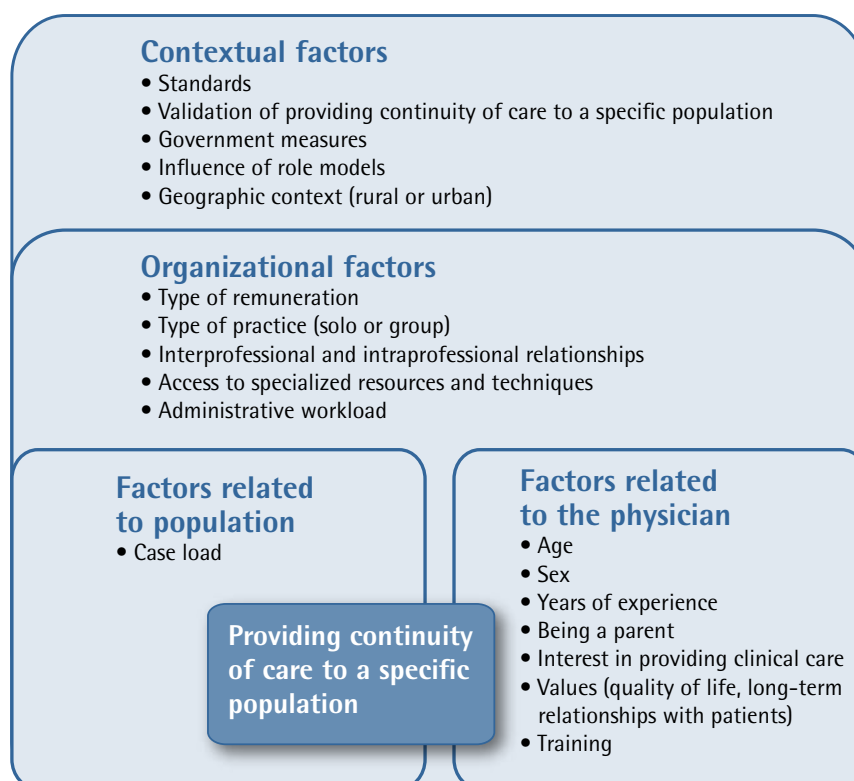 Contextual factors
• Standards
• Validation of providing continuity of care to a specific population
• Government measures
• Influence of role models
• Geographic context (rural or urban)
Organizational factors
• Type of remuneration
• Type of practice (solo or group)
• Interprofessional and intraprofessional relationships
• Access to specialized resources and techniques
• Administrative workload
Factors related
to population
• Case load
Factors related
to the physician
• Age
• Sex
• Years of experience
• Being a parent
• Interest in providing clinical care
• Values (quality of life, long-term
relationships with patients)
• Training
Providing continuity
of care to a specific
population